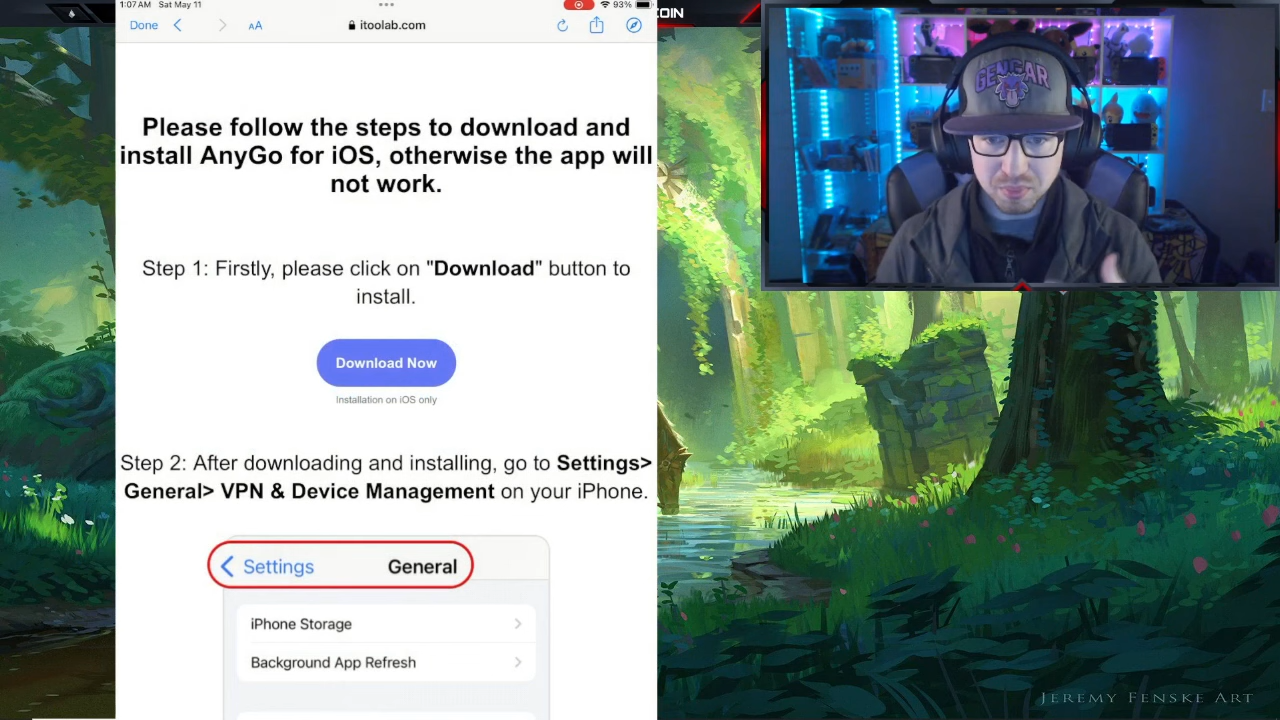 1:07 AM Sat May 11
93%
Done
AA
itoolab.com
COIN
GENGAR
Please follow the steps to download and
install AnyGo for iOS, otherwise the app will
not work.
Step 1: Firstly, please click on "Download" button to
install.
Download Now
Installation on iOS only
Step 2: After downloading and installing, go to Settings>
General> VPN & Device Management on your iPhone.
Settings
General
iPhone Storage
Background App Refresh
JEREMY FENSKE ART